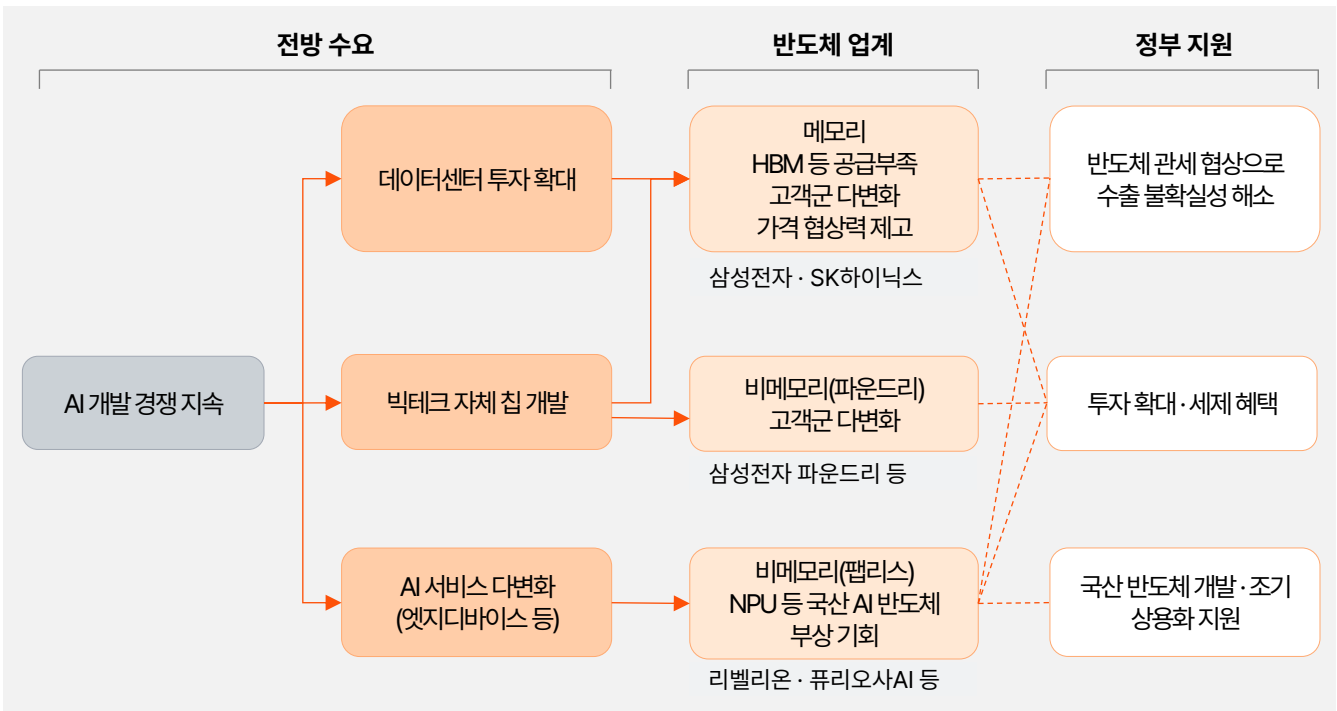 전방 수요
반도체 업계
정부 지원
데이터센터 투자 확대
메모리
HBM 등 공급부족
고객군 다변화
가격 협상력 제고
반도체 관세 협상으로
수출 불확실성 해소
삼성전자 · SK하이닉스
AI 개발 경쟁 지속
빅테크 자체 칩 개발
비메모리(파운드리)
고객군 다변화
투자 확대 · 세제 혜택
삼성전자 파운드리 등
AI 서비스 다변화
(엣지디바이스 등)
비메모리(팹리스)
NPU 등 국산 AI 반도체
부상 기회
국산 반도체 개발 · 조기
상용화 지원
리벨리온 · 퓨리오사AI 등